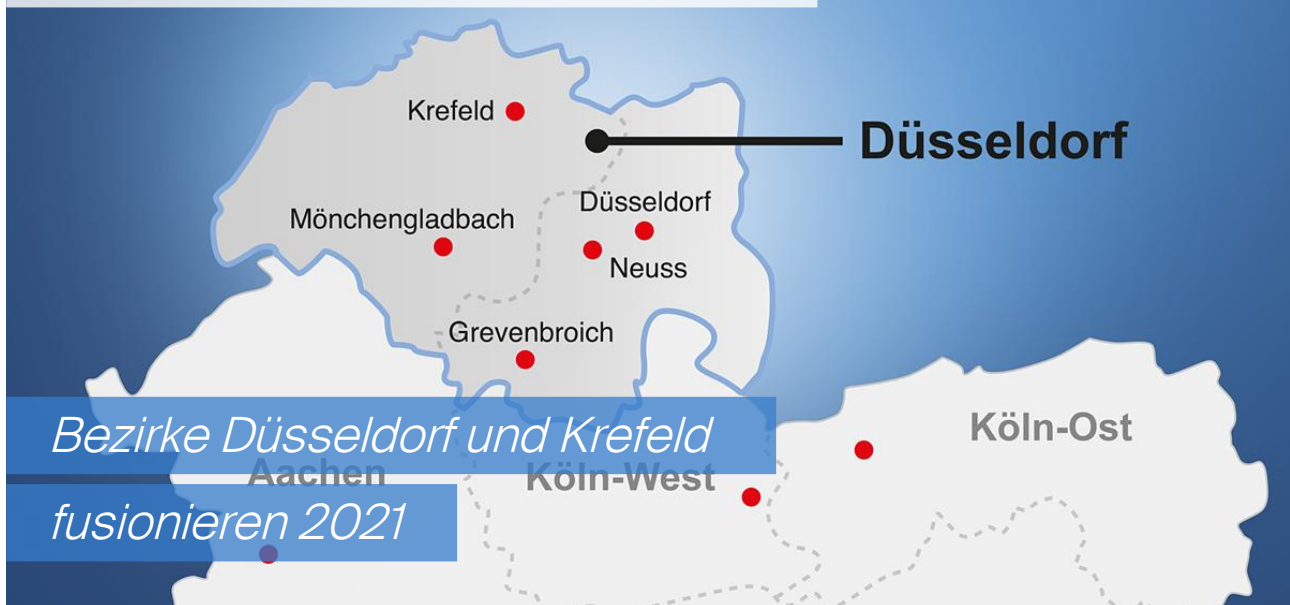 Krefeld
Düsseldorf
Mönchengladbach
Düsseldorf
Neuss
Grevenbroich
Köln-Ost
Bezirke Düsseldorf und Krefeld
Aachen
Köln-West
fusionieren 2021